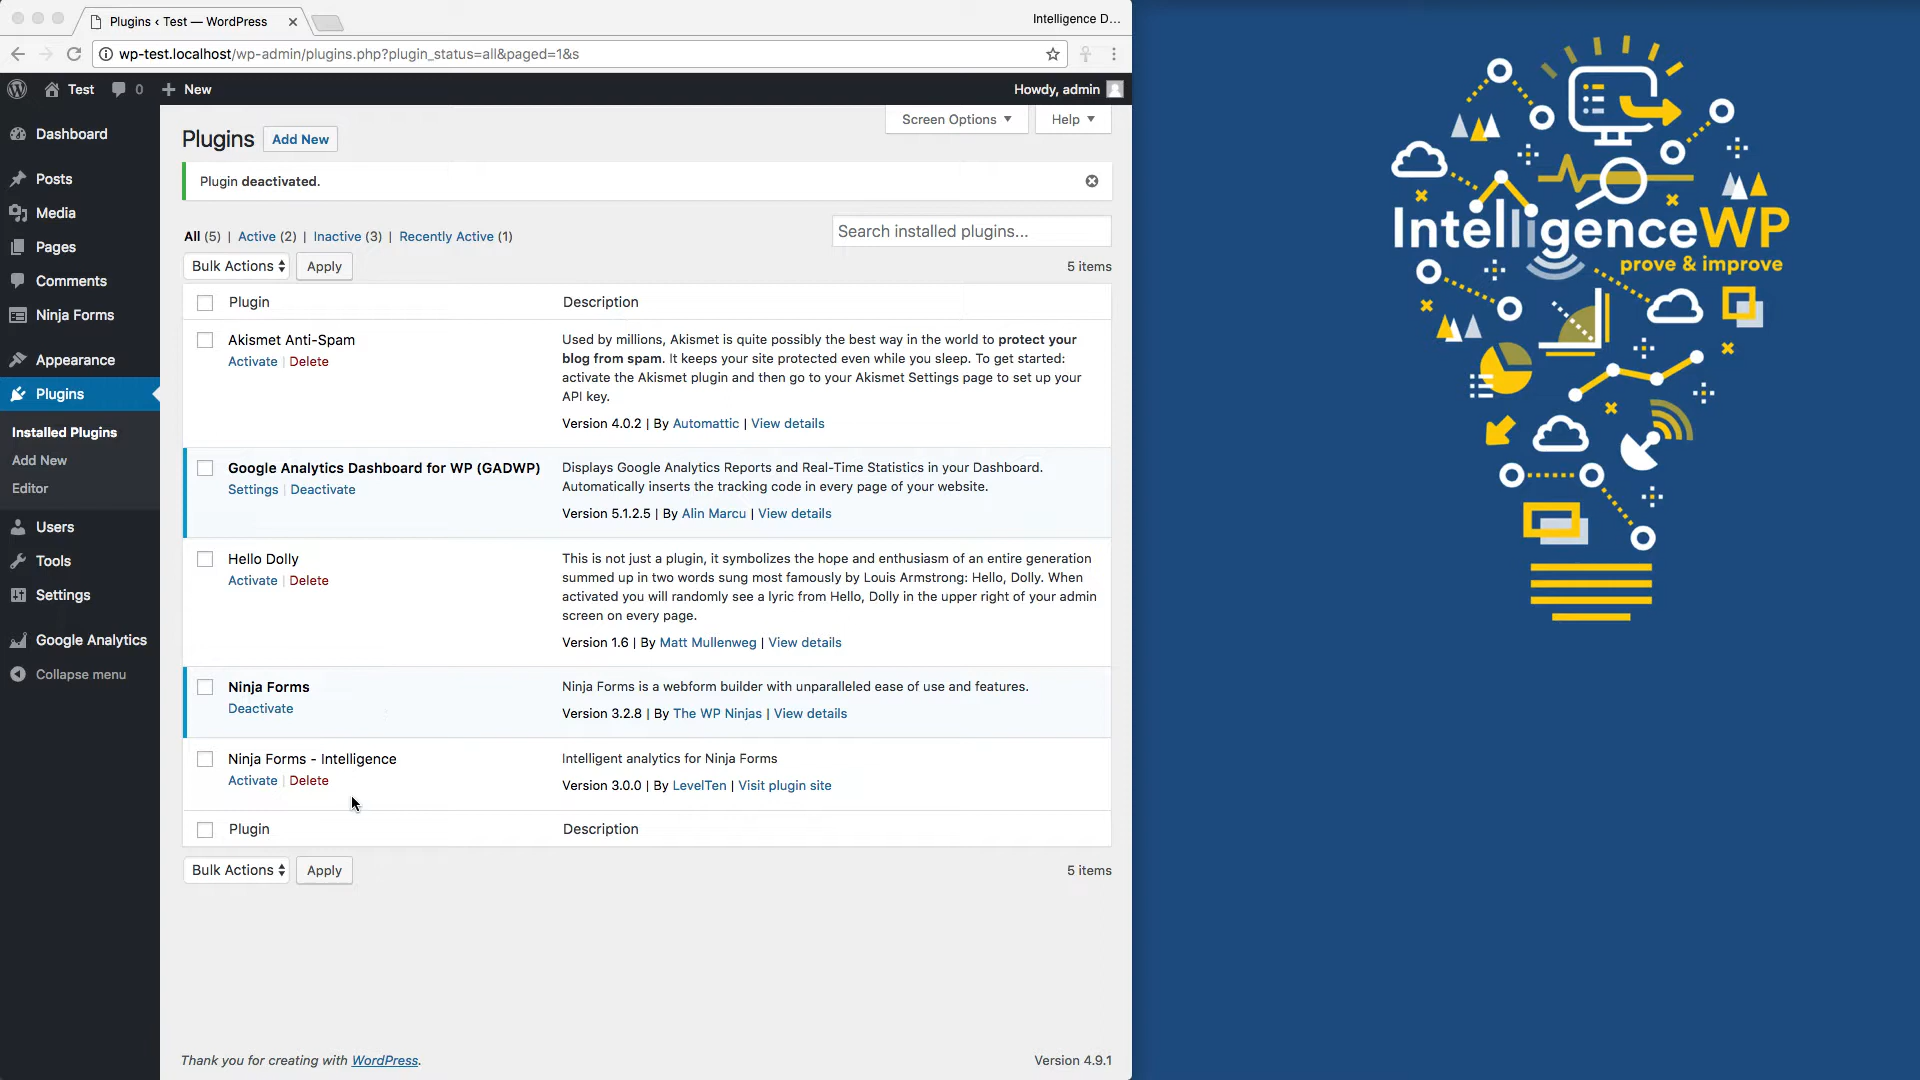 Plugins ‹ Test — WordPress
Intelligence D...
wp-test.localhost/wp-admin/plugins.php?plugin_status=all&paged=1&s
Test 0 New
Howdy, admin
Dashboard
Posts
Media
Pages
Comments
Ninja Forms
Appearance
Plugins
Installed Plugins
Add New
Editor
Users
Tools
Settings
Google Analytics
Collapse menu
Screen Options
Help
Plugins Add New
Plugin deactivated.
All (5) | Active (2) | Inactive (3) | Recently Active (1)
Search installed plugins...
Bulk Actions Apply
5 items
Plugin Description
Akismet Anti-Spam
Activate | Delete
Used by millions, Akismet is quite possibly the best way in the world to protect your
blog from spam. It keeps your site protected even while you sleep. To get started:
activate the Akismet plugin and then go to your Akismet Settings page to set up your
API key.
Version 4.0.2 | By Automattic | View details
Google Analytics Dashboard for WP (GADWP)
Settings | Deactivate
Displays Google Analytics Reports and Real-Time Statistics in your Dashboard.
Automatically inserts the tracking code in every page of your website.
Version 5.1.2.5 | By Alin Marcu | View details
Hello Dolly
Activate | Delete
This is not just a plugin, it symbolizes the hope and enthusiasm of an entire generation
summed up in two words sung most famously by Louis Armstrong: Hello, Dolly. When
activated you will randomly see a lyric from Hello, Dolly in the upper right of your admin
screen on every page.
Version 1.6 | By Matt Mullenweg | View details
Ninja Forms
Deactivate
Ninja Forms is a webform builder with unparalleled ease of use and features.
Version 3.2.8 | By The WP Ninjas | View details
Ninja Forms - Intelligence
Activate | Delete
Intelligent analytics for Ninja Forms
Version 3.0.0 | By LevelTen | Visit plugin site
Plugin Description
Bulk Actions Apply
5 items
Thank you for creating with WordPress.
Version 4.9.1
IntelligenceWP
prove & improve